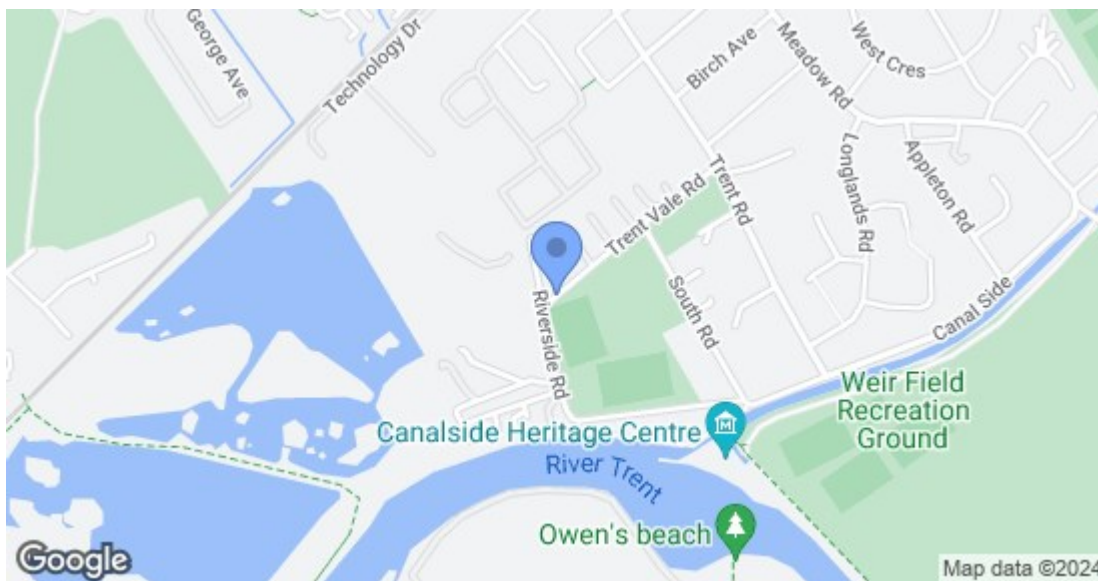 George Ave
Technology Dr
Birch Ave
Meadow Rd
West Cres
Trent Rd
Longlands Rd
Appleton Rd
Trent Vale Rd
South Rd
Riverside Rd
Canal Side
Weir Field
Recreation
Ground
Canalside Heritage Centre
M
River Trent
Owen's beach
Google
Map data ©2024